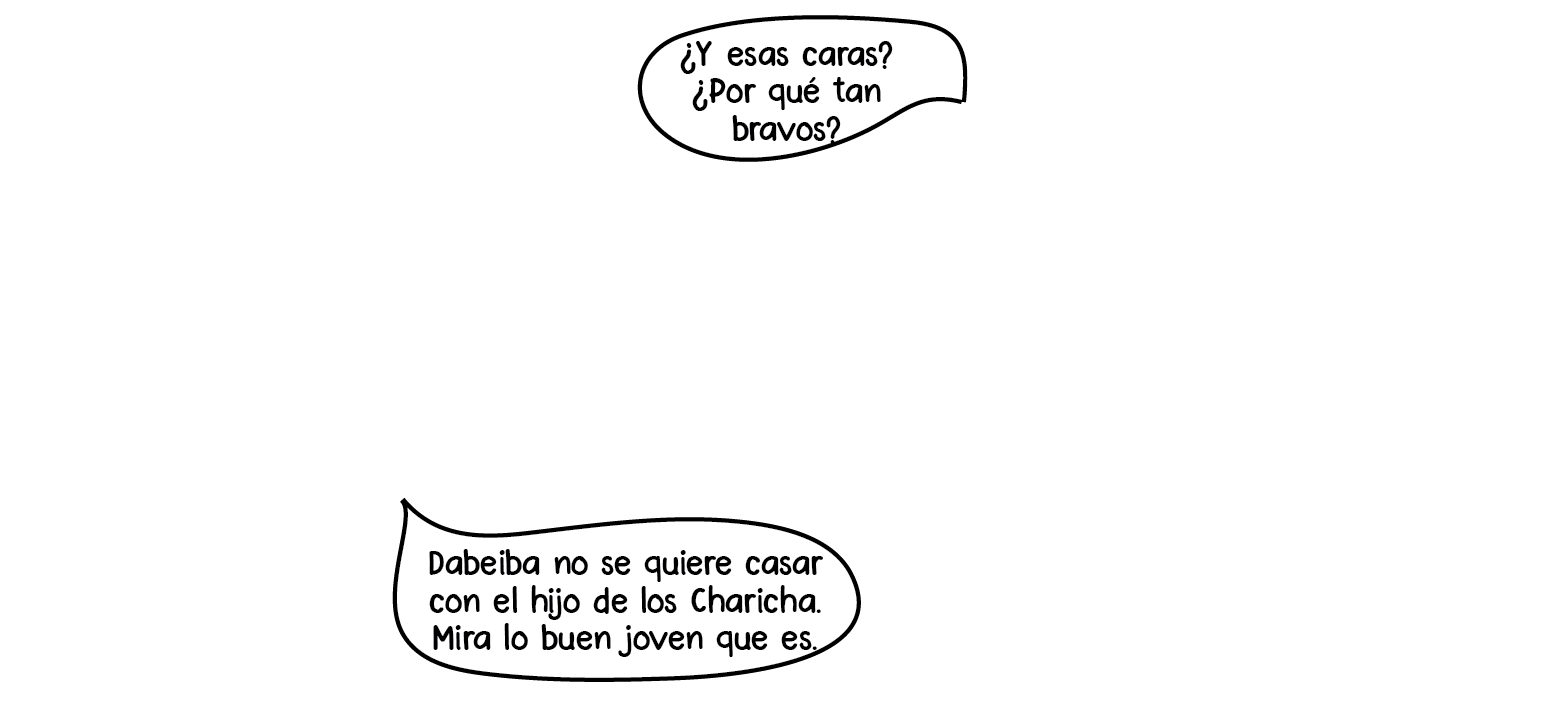 ¿Y esas caras?
¿Por qué tan
bravos?
Dabeiba no se quiere casar
con el hijo de los Charicha.
Mira lo buen joven que es.